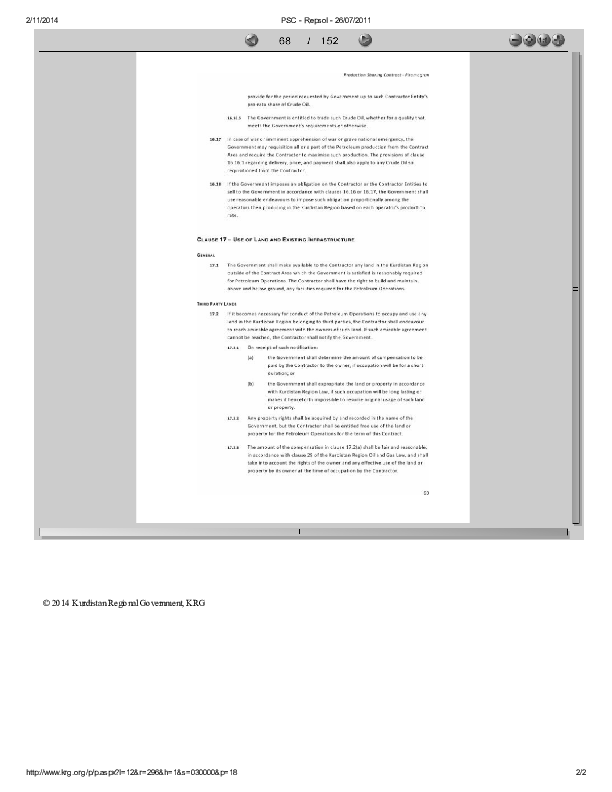 2/11/2014 PSC - Repsol - 26/07/2011
68 / 152
Production Sharing Contract -
provide for the period requested by Government up to such Contractor Entity's
pro rata share of Crude Oil.
The Government is entitled to trade such Crude Oil, whether for a quality that
meets the Government's requirements or otherwise.
16.17 In case of war or imminent apprehension of war or grave national emergency, the
Government may requisition all or a part of the Petroleum production from the Contract
Area and require the Contractor to maximise such production. The provisions of clause
regarding delivery, price, and payment shall also apply to any Crude Oil so
requisitioned from the Contractor.
16.18 If the Government imposes an obligation on the Contractor or the Contractor Entities to
sell to the Government in accordance with clauses 16.16 or 16.17, the Government shall
use reasonable endeavours to impose such obligation proportionally among the
operators then producing in the Kurdistan Region based on each operator's production
rate.
CLAUSE 17 – USE OF LAND AND EXISTING INFRASTRUCTURE
GENERAL
17.1 The Government shall make available to the Contractor any land in the Kurdistan Region
outside of the Contract Area which the Government is satisfied is reasonably required
for Petroleum Operations. The Contractor shall have the right to build and maintain,
above and below ground, any facilities required for the Petroleum Operations.
THIRD PARTY LANDS
17.2 If it becomes necessary for conduct of the Petroleum Operations to occupy and use any
land in the Kurdistan Region belonging to third parties, the Contractor shall endeavour
to reach amicable agreement with the owners of such land. If such amicable agreement
cannot be reached, the Contractor shall notify the Government.
17.2.1 On receipt of such notification:
(a) the Government shall determine the amount of compensation to be
paid by the Contractor to the owner, if occupation will be for a short
duration; or
(b) the Government shall expropriate the land or property in accordance
with Kurdistan Region Law, if such occupation will be long lasting or
makes it henceforth impossible to resume original usage of such land
or property.
17.2.2 Any property rights shall be acquired by and recorded in the name of the
Government, but the Contractor shall be entitled free use of the land or
property for the Petroleum Operations for the term of this Contract.
17.2.3 The amount of the compensation in clause 17.2(a) shall be fair and reasonable,
in accordance with clause 29 of the Kurdistan Region Oil and Gas Law, and shall
take into account the rights of the owner and any effective use of the land or
property by its owner at the time of occupation by the Contractor.
© 2014 Kurdistan Regional Government, KRG
http://www.krg.org/p/p.aspx?l=12&r=296&h=1&s=030000&p=18 2/2